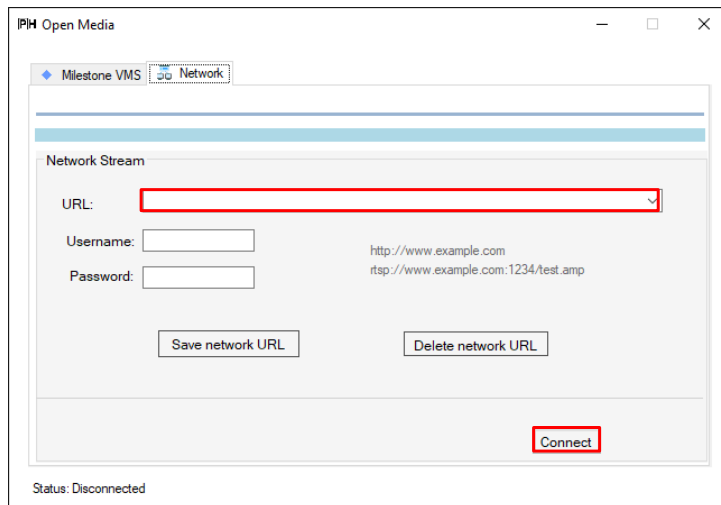 IPIH Open Media
Milestone VMS
Network
Network Stream
URL:
Username:
http://www.example.com
Password:
rtsp://www.example.com:1234/test.amp
Save network URL
Delete network URL
Connect
Status: Disconnected